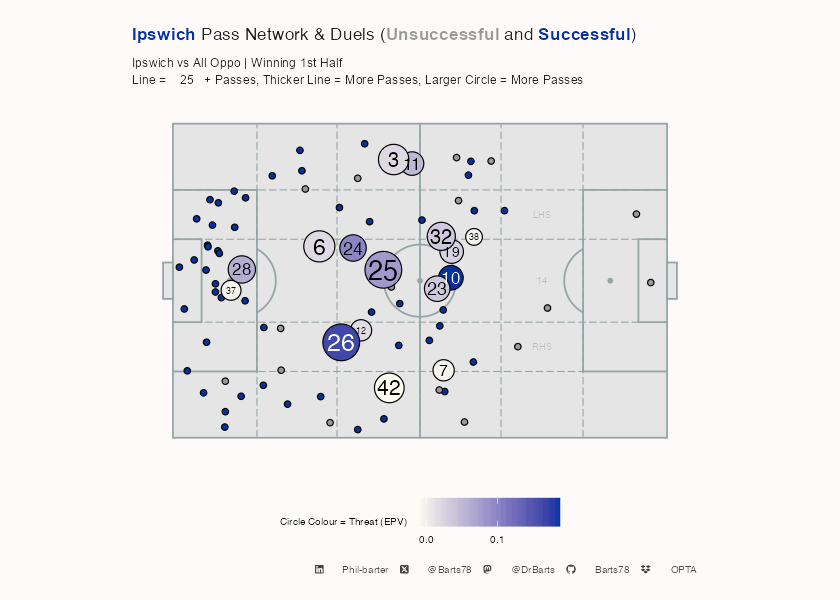 Ipswich Pass Network & Duels (Unsuccessful and Successful)
Ipswich vs All Oppo | Winning 1st Half
Line = 25 + Passes, Thicker Line = More Passes, Larger Circle = More Passes
3 11
LHS
32 38
6 24 19
25
28 10 14
37 23
12
26 RHS
7
42
Circle Colour = Threat (EPV)
0.0 0.1
Phil-barter @Barts78 @DrBarts Barts78 OPTA